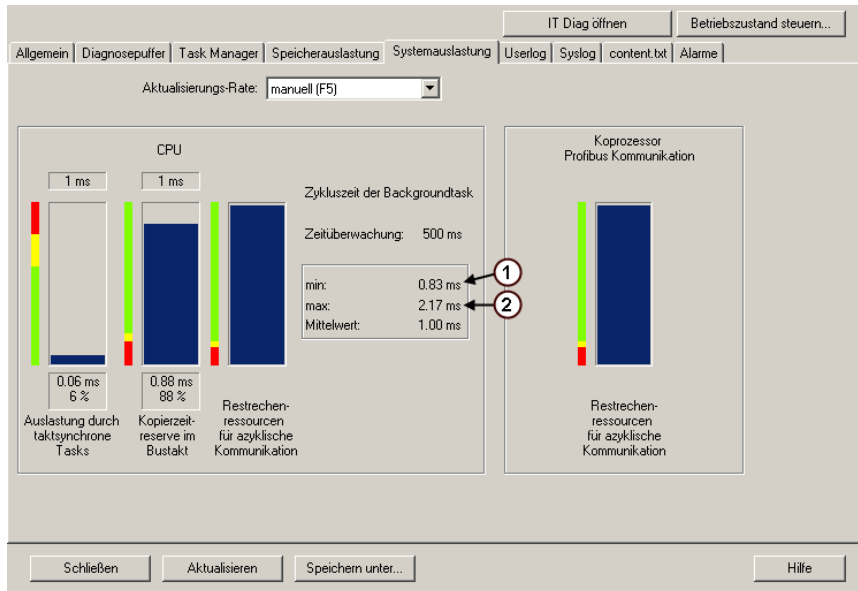 IT Diag öffnen
Betriebszustand steuern...
Allgemein
Diagnosepuffer
Task Manager
Speicherauslastung
Systemauslastung
Userlog
Syslog
content.txt
Alarme
Aktualisierungs-Rate:
manuell (F5)
CPU
1 ms
1 ms
0.06 ms
6 %
Auslastung durch
taktsynchrone
Tasks
0.88 ms
88 %
Kopierzeit-
reserve im
Bustakt
Restrechen-
ressourcen
für azyklische
Kommunikation
Zykluszeit der Backgroundtask
Zeitüberwachung: 500 ms
min: 0.83 ms
1
max: 2.17 ms
2
Mittelwert: 1.00 ms
Koprozessor
Profibus Kommunikation
Restrechen-
ressourcen
für azyklische
Kommunikation
Schließen
Aktualisieren
Speichern unter...
Hilfe